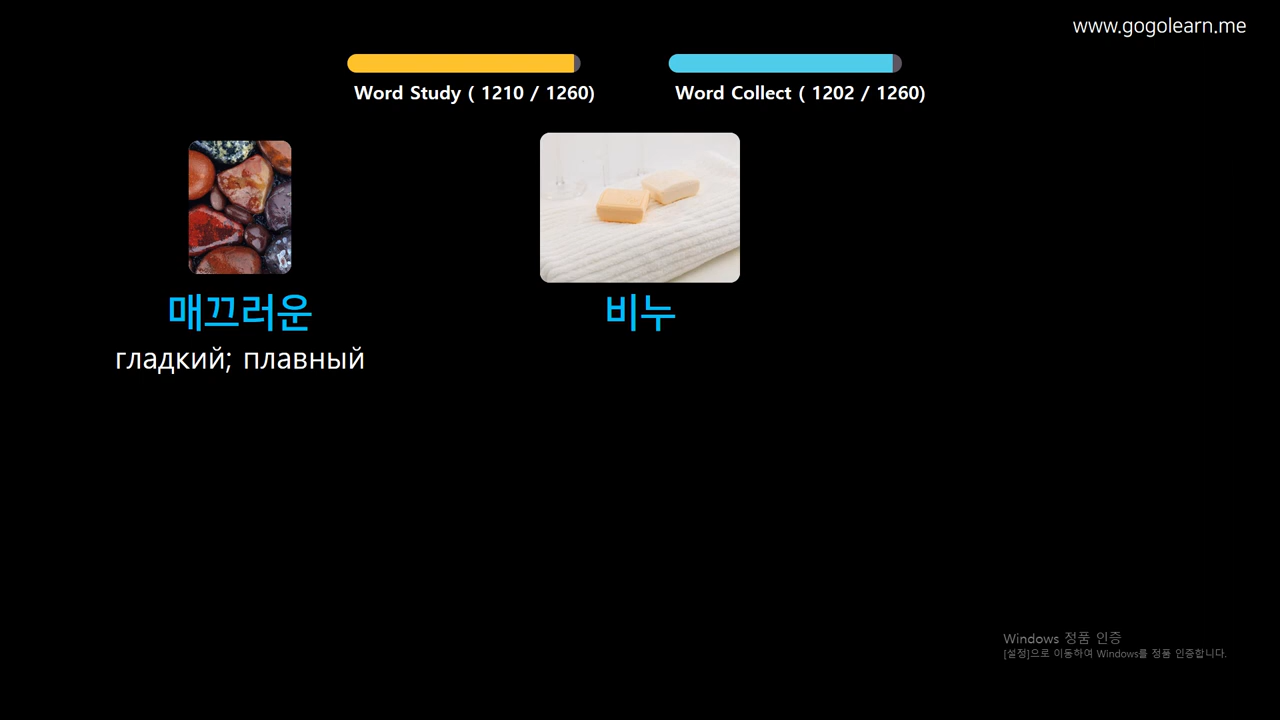 www.gogolearn.me
Word Study ( 1210 / 1260)
Word Collect ( 1202 / 1260)
매끄러운
гладкий; плавный
비누
Windows 정품 인증
[설정]으로 이동하여 Windows를 정품 인증합니다.